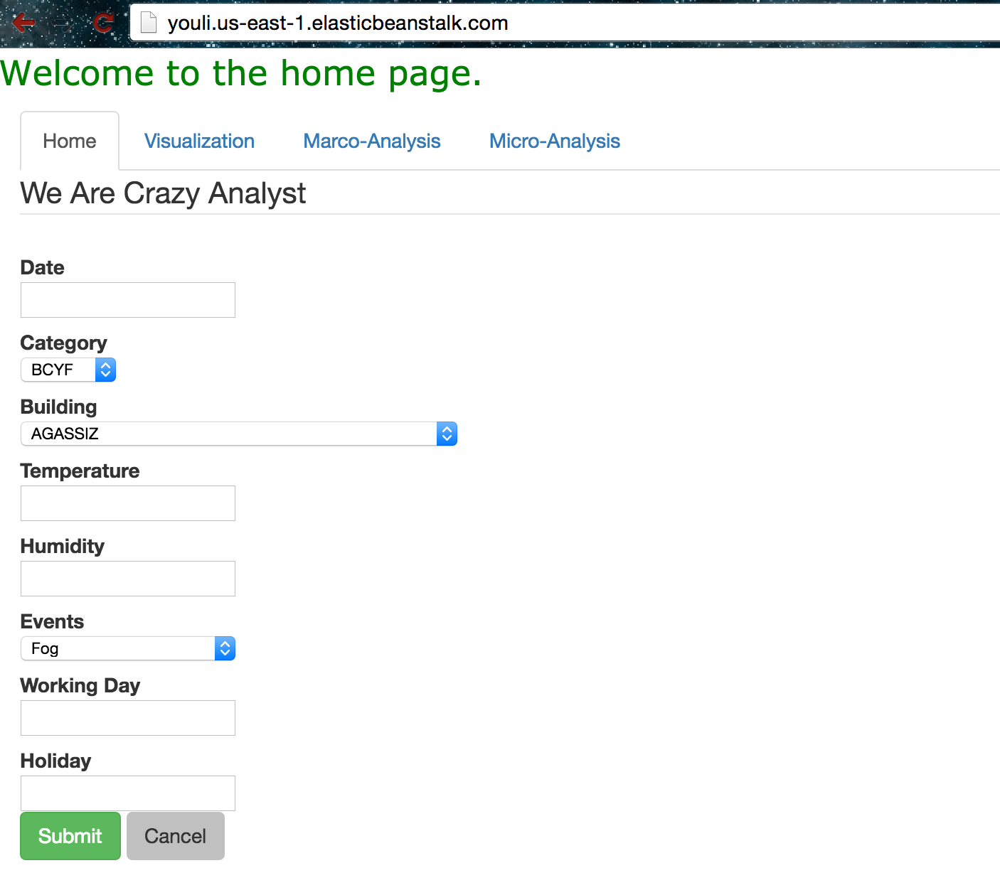 youli.us-east-1.elasticbeanstalk.com
Welcome to the home page.
Home Visualization Marco-Analysis Micro-Analysis
We Are Crazy Analyst
Date
Category
BCYF
Building
AGASSIZ
Temperature
Humidity
Events
Fog
Working Day
Holiday
Submit Cancel